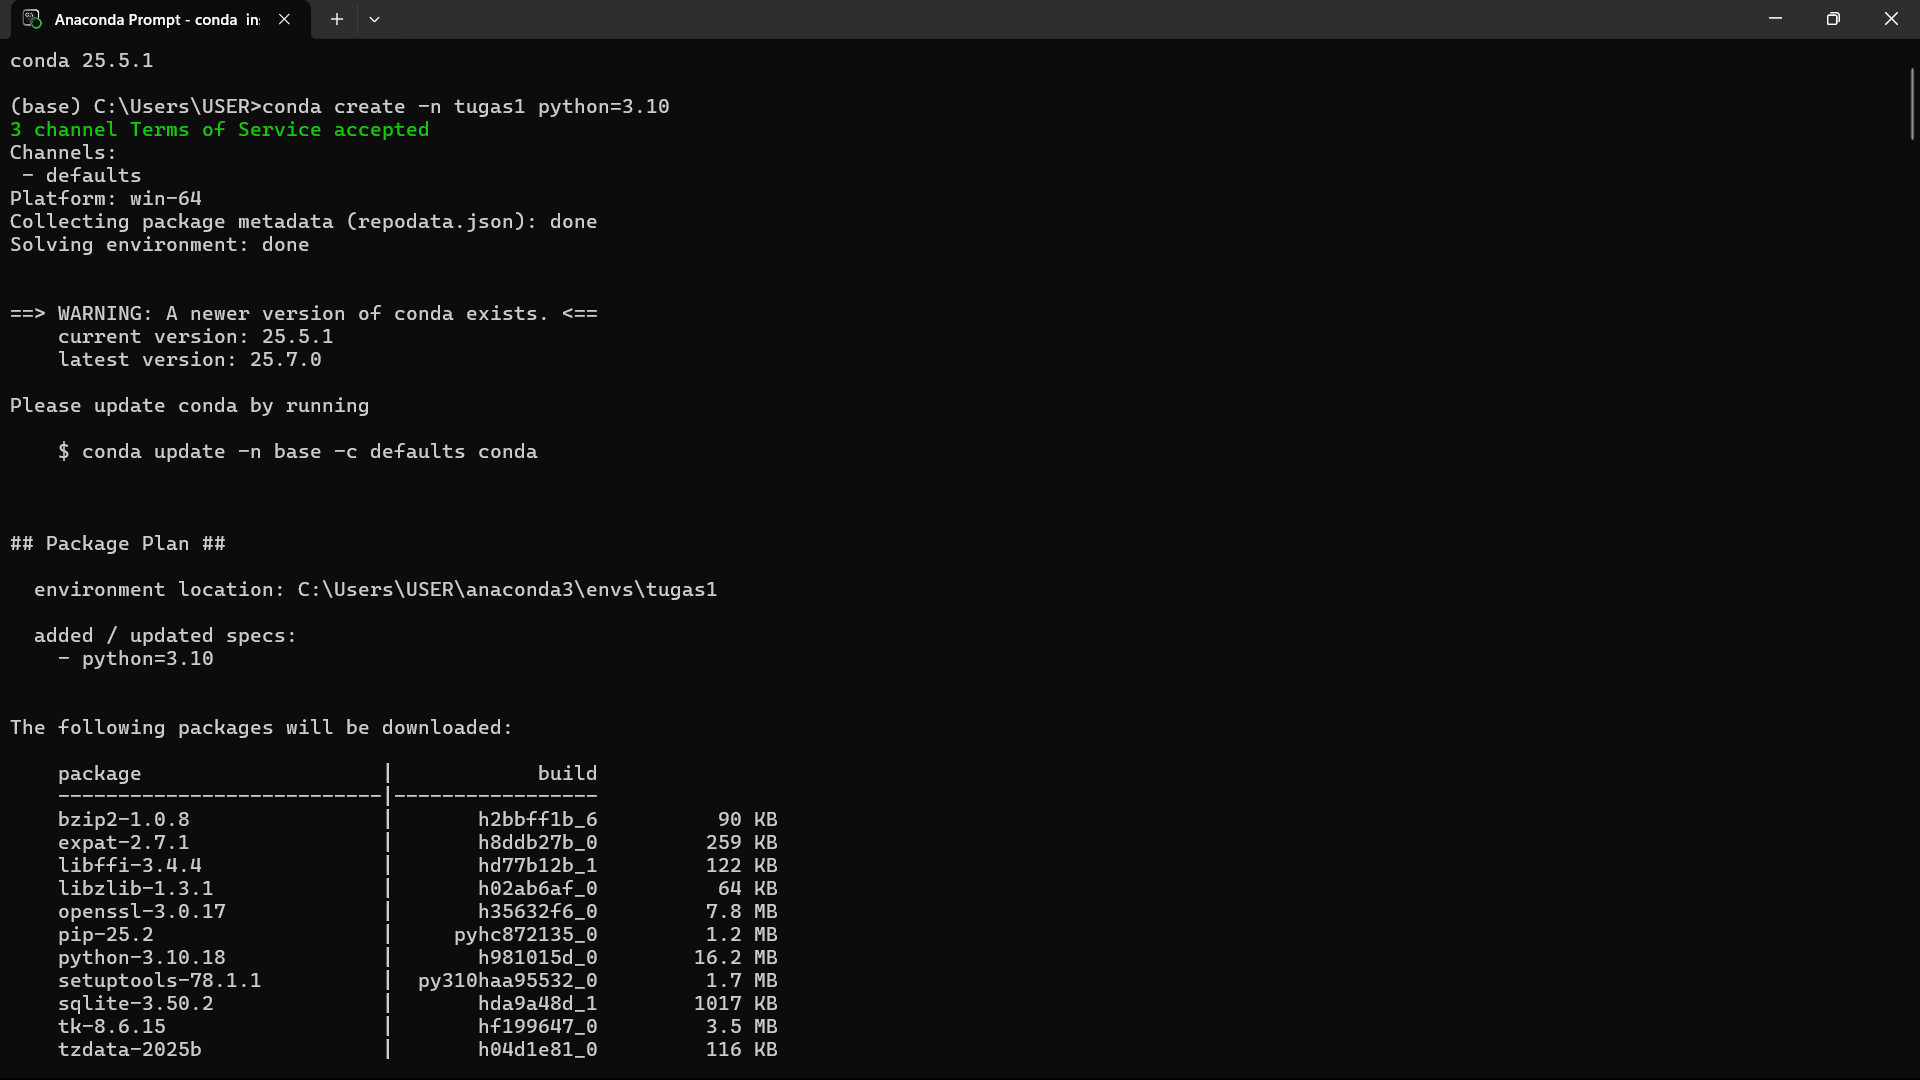 Anaconda Prompt - conda in
conda 25.5.1
(base) C:\Users\USER>conda create -n tugas1 python=3.10
3 channel Terms of Service accepted
Channels:
 - defaults
Platform: win-64
Collecting package metadata (repodata.json): done
Solving environment: done
==> WARNING: A newer version of conda exists. <==
    current version: 25.5.1
    latest version: 25.7.0
Please update conda by running
    $ conda update -n base -c defaults conda
## Package Plan ##
  environment location: C:\Users\USER\anaconda3\envs\tugas1
  added / updated specs:
    - python=3.10
The following packages will be downloaded:
    package                    |            build
    ---------------------------|-----------------
    bzip2-1.0.8                |       h2bbff1b_6          90 KB
    expat-2.7.1                |       h8ddb27b_0         259 KB
    libffi-3.4.4               |       hd77b12b_1         122 KB
    libzlib-1.3.1              |       h02ab6af_0          64 KB
    openssl-3.0.17             |       h35632f6_0         7.8 MB
    pip-25.2                   |     pyhc872135_0         1.2 MB
    python-3.10.18             |       h981015d_0        16.2 MB
    setuptools-78.1.1          |  py310haa95532_0         1.7 MB
    sqlite-3.50.2              |       hda9a48d_1        1017 KB
    tk-8.6.15                  |       hf199647_0         3.5 MB
    tzdata-2025b               |       h04d1e81_0         116 KB